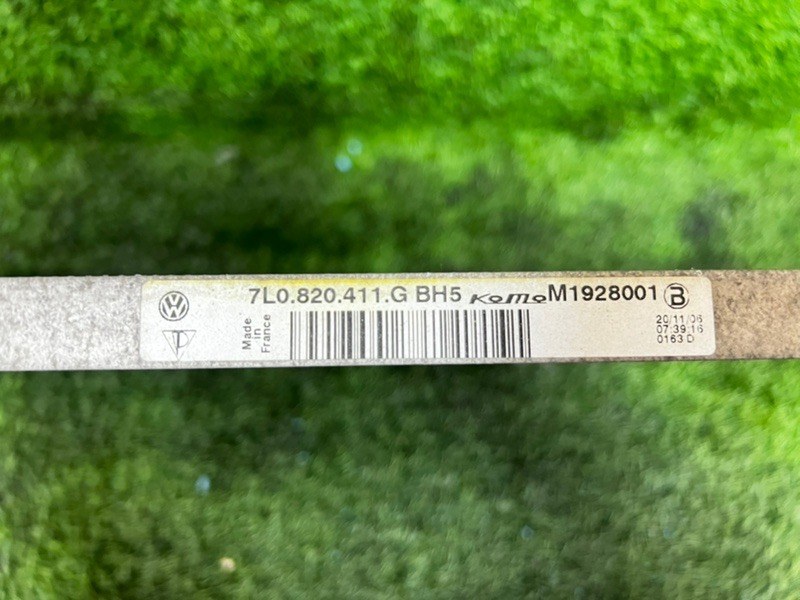 7L0.820.411.G BH5 KoMo M1928001 B
Made
in
France
20/11/06
07:39:16
0163 D